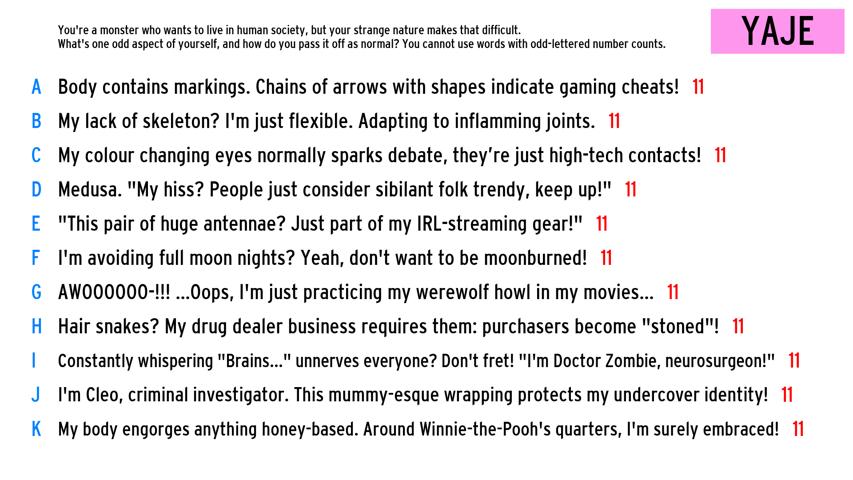 You're a monster who wants to live in human society, but your strange nature makes that difficult.
What's one odd aspect of yourself, and how do you pass it off as normal? You cannot use words with odd-lettered number counts.
YAJE
A Body contains markings. Chains of arrows with shapes indicate gaming cheats! 11
B My lack of skeleton? I'm just flexible. Adapting to inflamming joints. 11
C My colour changing eyes normally sparks debate, they're just high-tech contacts! 11
D Medusa. "My hiss? People just consider sibilant folk trendy, keep up!" 11
E "This pair of huge antennae? Just part of my IRL-streaming gear!" 11
F I'm avoiding full moon nights? Yeah, don't want to be moonburned! 11
G AWOOOOOO-!!! ...Oops, I'm just practicing my werewolf howl in my movies... 11
H Hair snakes? My drug dealer business requires them: purchasers become "stoned"! 11
I Constantly whispering "Brains..." unnerves everyone? Don't fret! "I'm Doctor Zombie, neurosurgeon!" 11
J I'm Cleo, criminal investigator. This mummy-esque wrapping protects my undercover identity! 11
K My body engorges anything honey-based. Around Winnie-the-Pooh's quarters, I'm surely embraced! 11